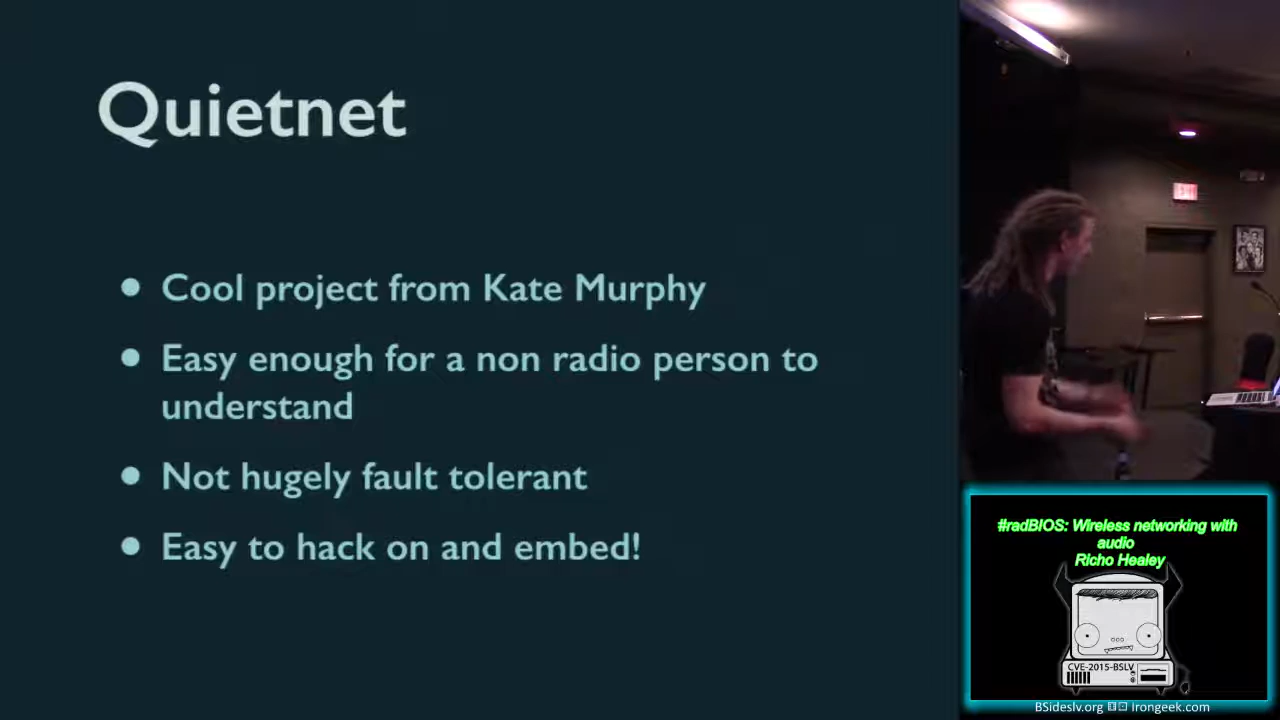 Quietnet
● Cool project from Kate Murphy
● Easy enough for a non radio person to
understand
● Not hugely fault tolerant
● Easy to hack on and embed!
#radBIOS: Wireless networking with
audio
Richo Healey
CVE-2015-BSLV
BSideslv.org irongeek.com